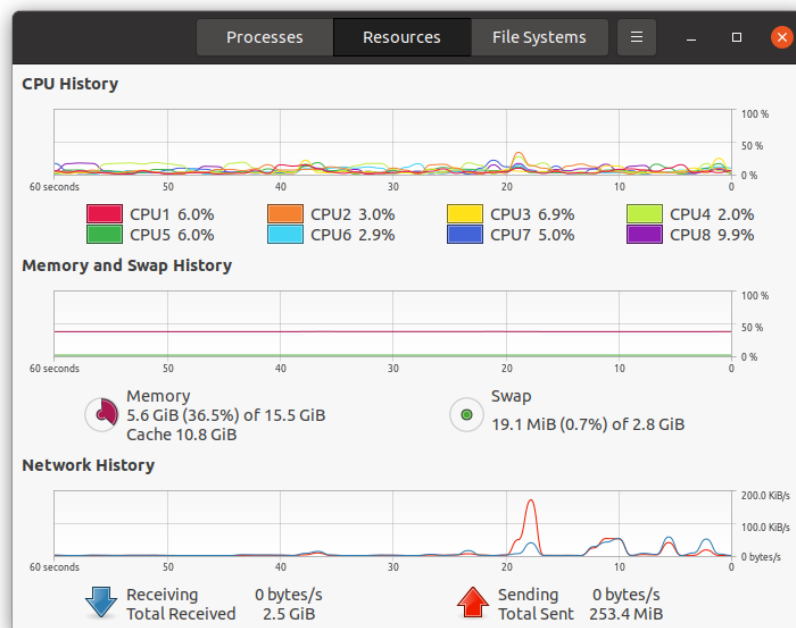 Processes Resources File Systems
CPU History
100 %
50 %
0 %
60 seconds 50 40 30 20 10 0
CPU1 6.0% CPU2 3.0% CPU3 6.9% CPU4 2.0%
CPU5 6.0% CPU6 2.9% CPU7 5.0% CPU8 9.9%
Memory and Swap History
100 %
50 %
0 %
60 seconds 50 40 30 20 10 0
Memory
5.6 GiB (36.5%) of 15.5 GiB
Cache 10.8 GiB
Swap
19.1 MiB (0.7%) of 2.8 GiB
Network History
200.0 KiB/s
100.0 KiB/s
0 bytes/s
60 seconds 50 40 30 20 10 0
Receiving 0 bytes/s
Total Received 2.5 GiB
Sending 0 bytes/s
Total Sent 253.4 MiB